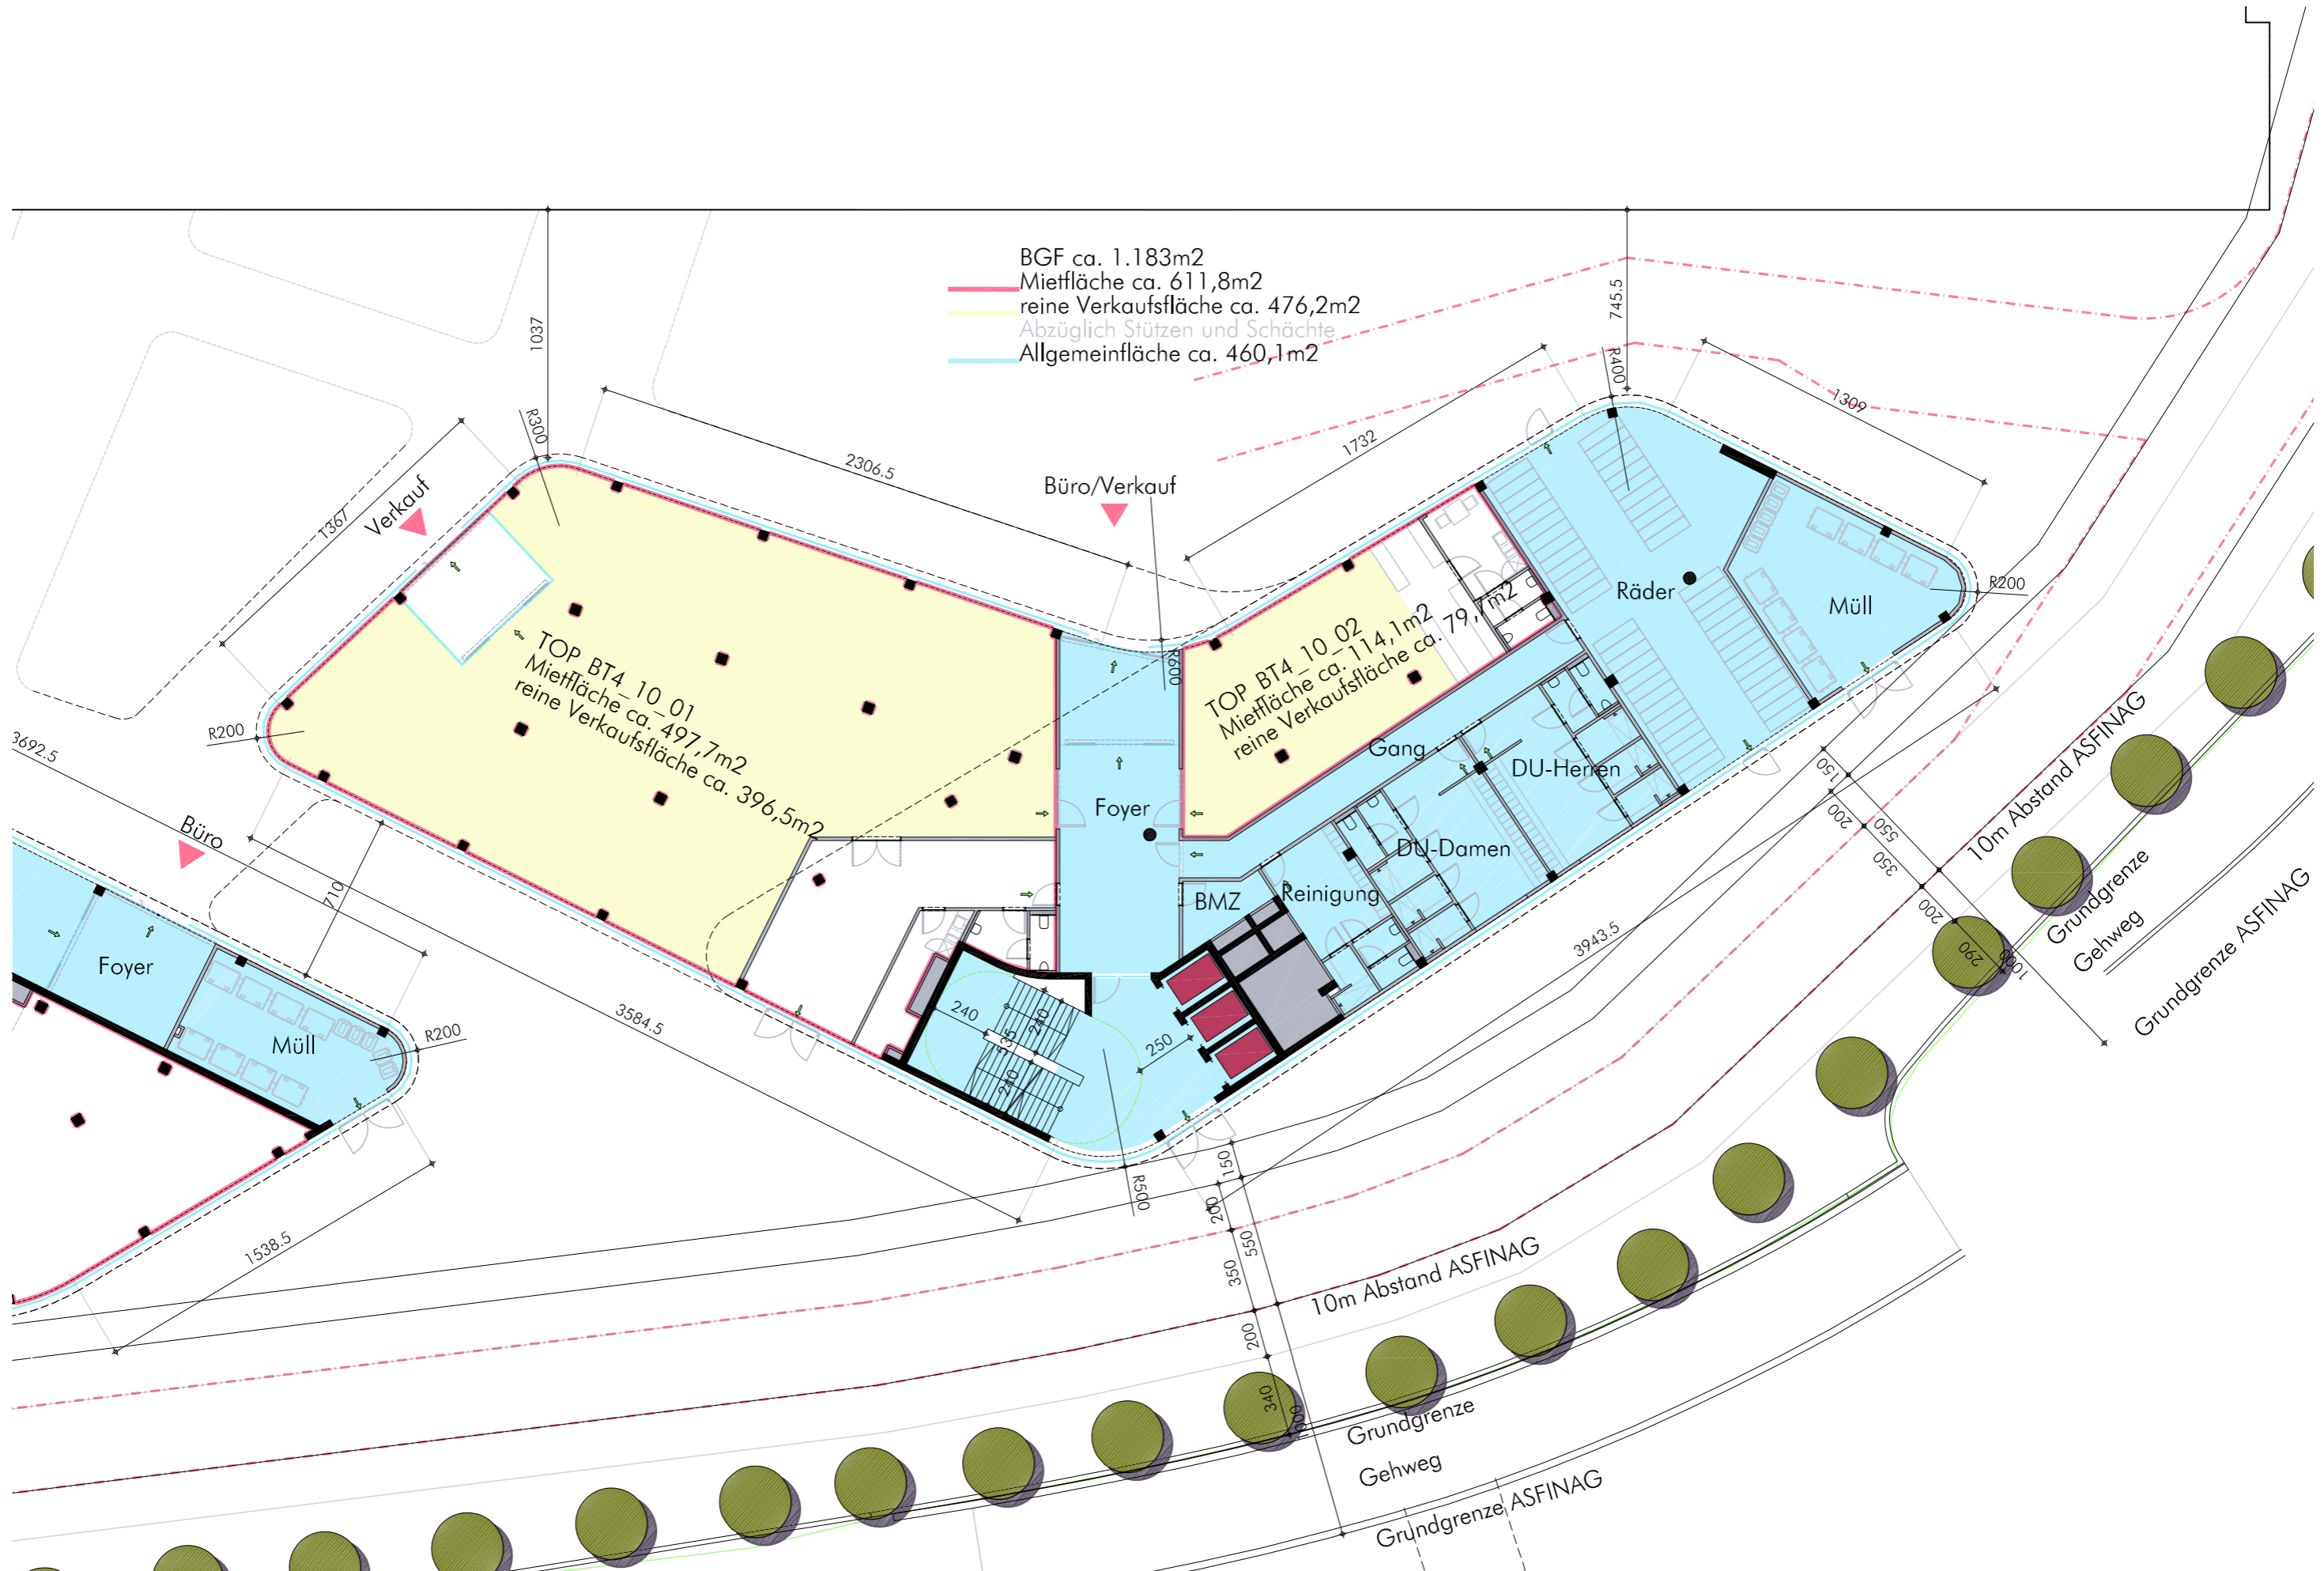 BGF ca. 1.183m2
Mietfläche ca. 611,8m2
reine Verkaufsfläche ca. 476,2m2
Abzüglich Stützen und Schächte
Allgemeinfläche ca. 460,1m2
1037
745.5
R300
R400
1309
1732
2306.5
1367
Verkauf
Büro/Verkauf
R200
R600
Räder
Müll
TOP BT4_10_01
Mietfläche ca. 497,7m2
reine Verkaufsfläche ca. 396,5m2
TOP BT4_10_02
Mietfläche ca. 114,1m2
reine Verkaufsfläche ca. 79,7m2
R200
3692.5
Büro
710
Gang
DU-Herren
Foyer
DU-Damen
BMZ
Reinigung
Foyer
Müll
R200
3584.5
240
535
240
240
250
3943.5
R500
1538.5
150
200
550
350
200
290
1000
10m Abstand ASFINAG
Grundgrenze
Gehweg
Grundgrenze ASFINAG
150
200
550
350
200
340
1000
10m Abstand ASFINAG
Grundgrenze
Gehweg
Grundgrenze ASFINAG